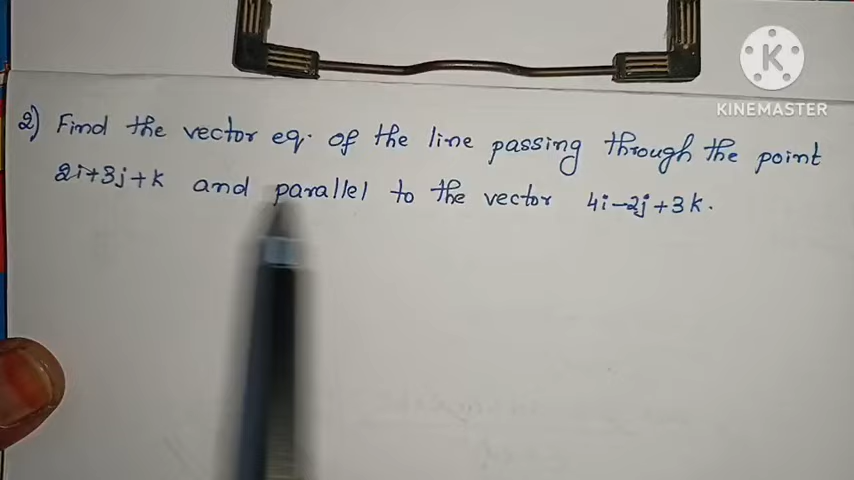 K
KINEMASTER
2) Find the vector eq. of the line passing through the point
2i+3j+k and parallel to the vector 4i-2j+3k.